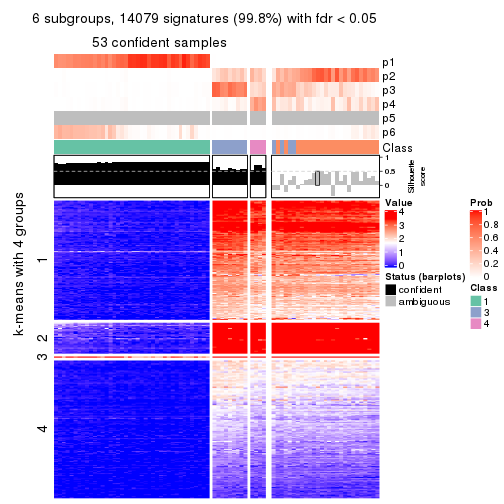 6 subgroups, 14079 signatures (99.8%) with fdr < 0.05
53 confident samples
p1
p2
p3
p4
p5
p6
Class
1
0.5
0
Silhouette
score
k-means with 4 groups
1
2
3
4
Value
4
3
2
1
0
Status (barplots)
confident
ambiguous
Prob
1
0.8
0.6
0.4
0.2
0
Class
1
3
4